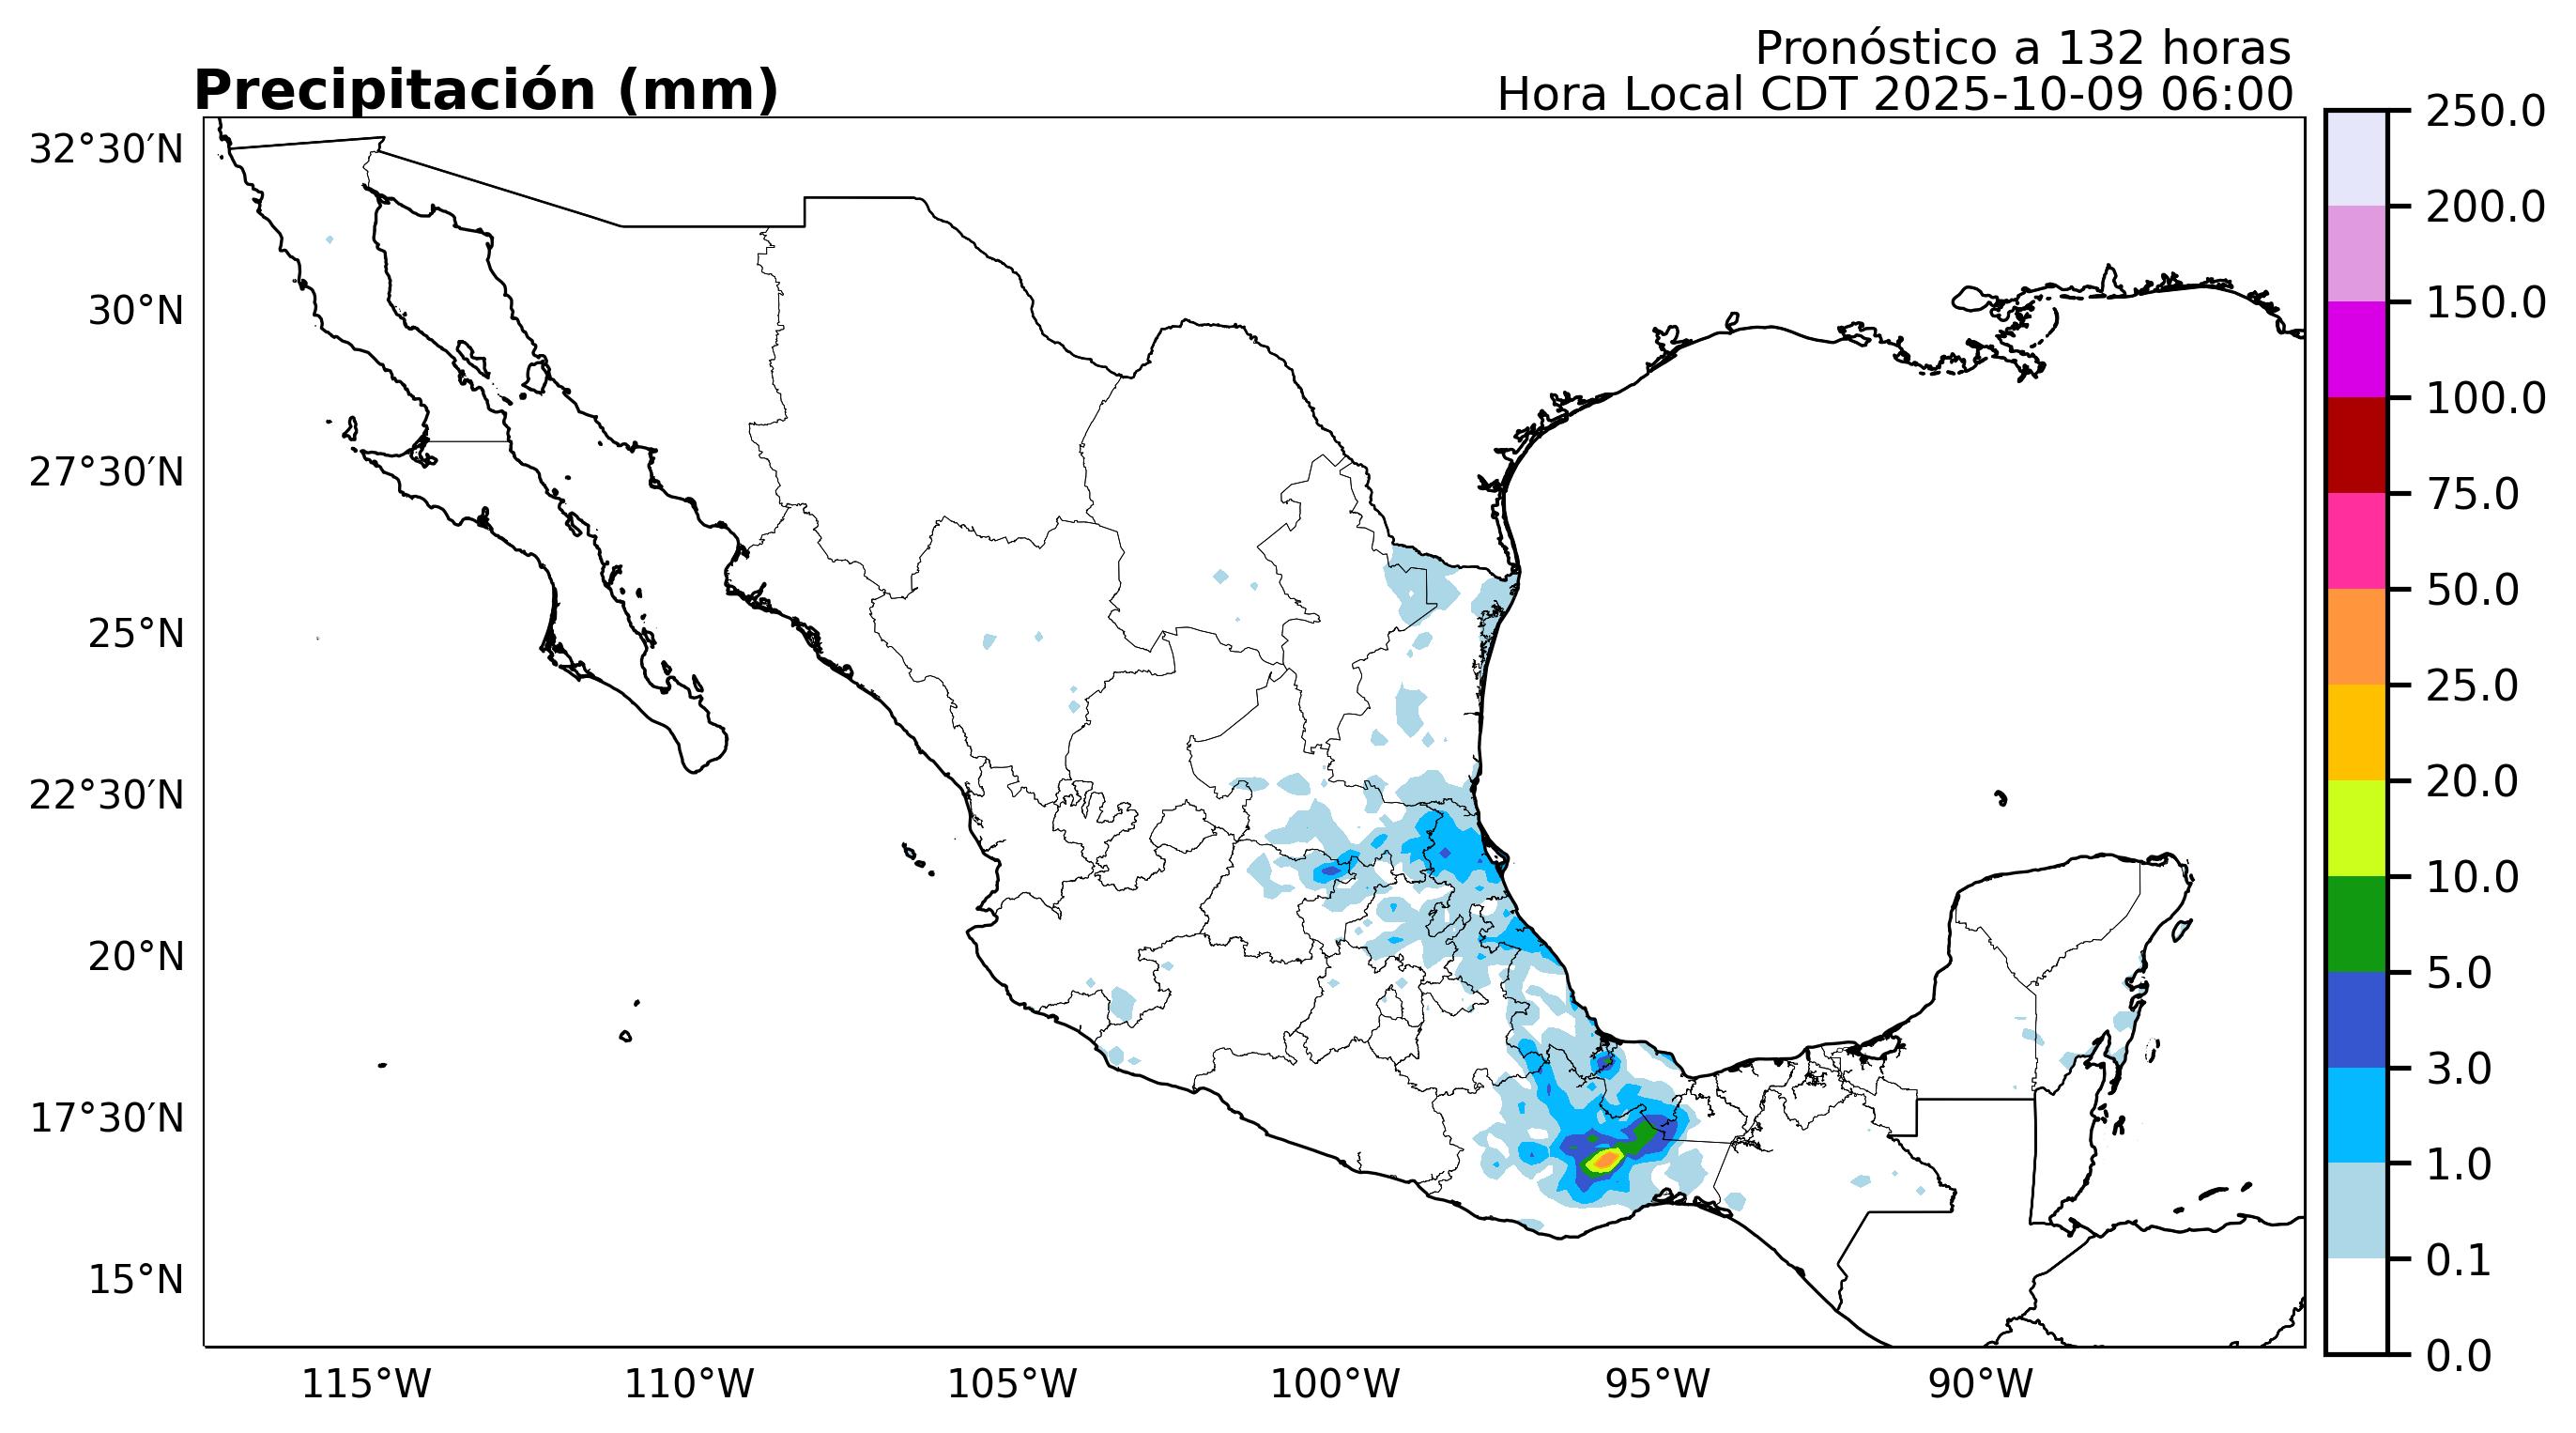 Pronóstico a 132 horas
Precipitación (mm)
Hora Local CDT 2025-10-09 06:00
32°30′N
30°N
27°30′N
25°N
22°30′N
20°N
17°30′N
15°N
115°W
110°W
105°W
100°W
95°W
90°W
250.0
200.0
150.0
100.0
75.0
50.0
25.0
20.0
10.0
5.0
3.0
1.0
0.1
0.0